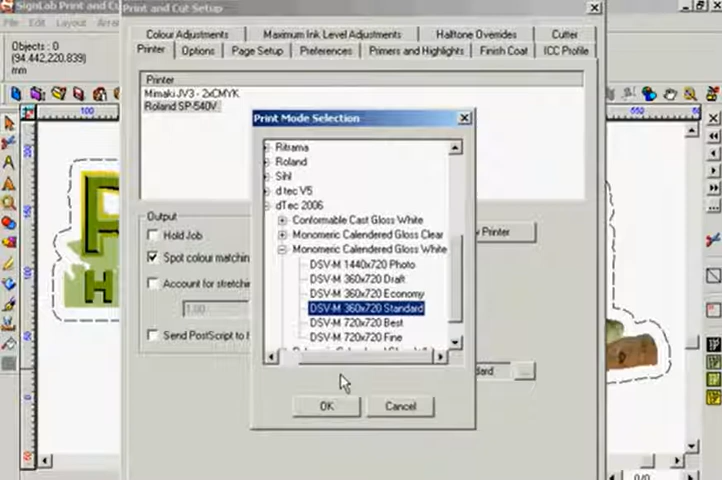 SignLab Print and Cu
Print and Cut Setup
File Edit Layout
Objects : 0
(94.442,220.839)
mm
Colour Adjustments Maximum Ink Level Adjustments Halftone Overrides Cutter
Printer Options Page Setup Preferences Primers and Highlights Finish Coat ICC Profile
Printer
Mimaki JV3 - 2xCMYK
Roland SP-540V
100
550
200
Print Mode Selection
Ritrama
Roland
Sihl
d tec V5
dTec 2006
Conformable Cast Gloss White
Monomeric Calendered Gloss Clear
Monomeric Calendered Gloss White
DSV-M 1440x720 Photo
DSV-M 360x720 Draft
DSV-M 360x720 Economy
DSV-M 360x720 Standard
DSV-M 720x720 Best
DSV-M 720x720 Fine
OK Cancel
Output
Hold Job
Spot colour matchin
Account for stretchin
1.00
Send PostScript to
Printer
dard ...
H
0/0